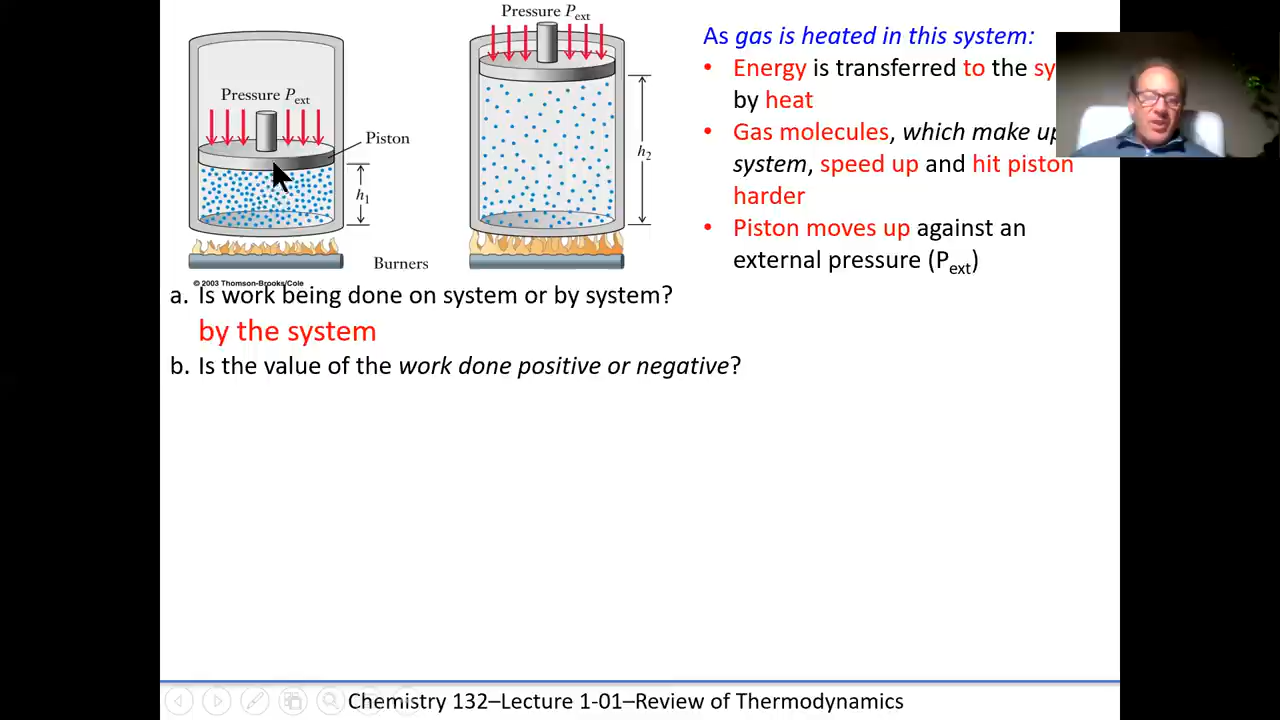 Pressure Pext
Pressure Pext
Piston
h1
h2
Burners
© 2003 Thomson-Brooks/Cole
As gas is heated in this system:
• Energy is transferred to the
by heat
• Gas molecules, which make up
system, speed up and hit piston
harder
• Piston moves up against an
external pressure (Pext)
a. Is work being done on system or by system?
by the system
b. Is the value of the work done positive or negative?
Chemistry 132–Lecture 1-01–Review of Thermodynamics